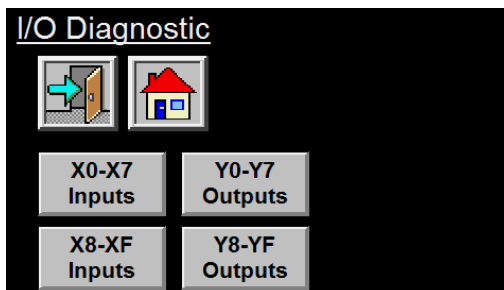 I/O Diagnostic
X0-X7
Inputs
Y0-Y7
Outputs
X8-XF
Inputs
Y8-YF
Outputs